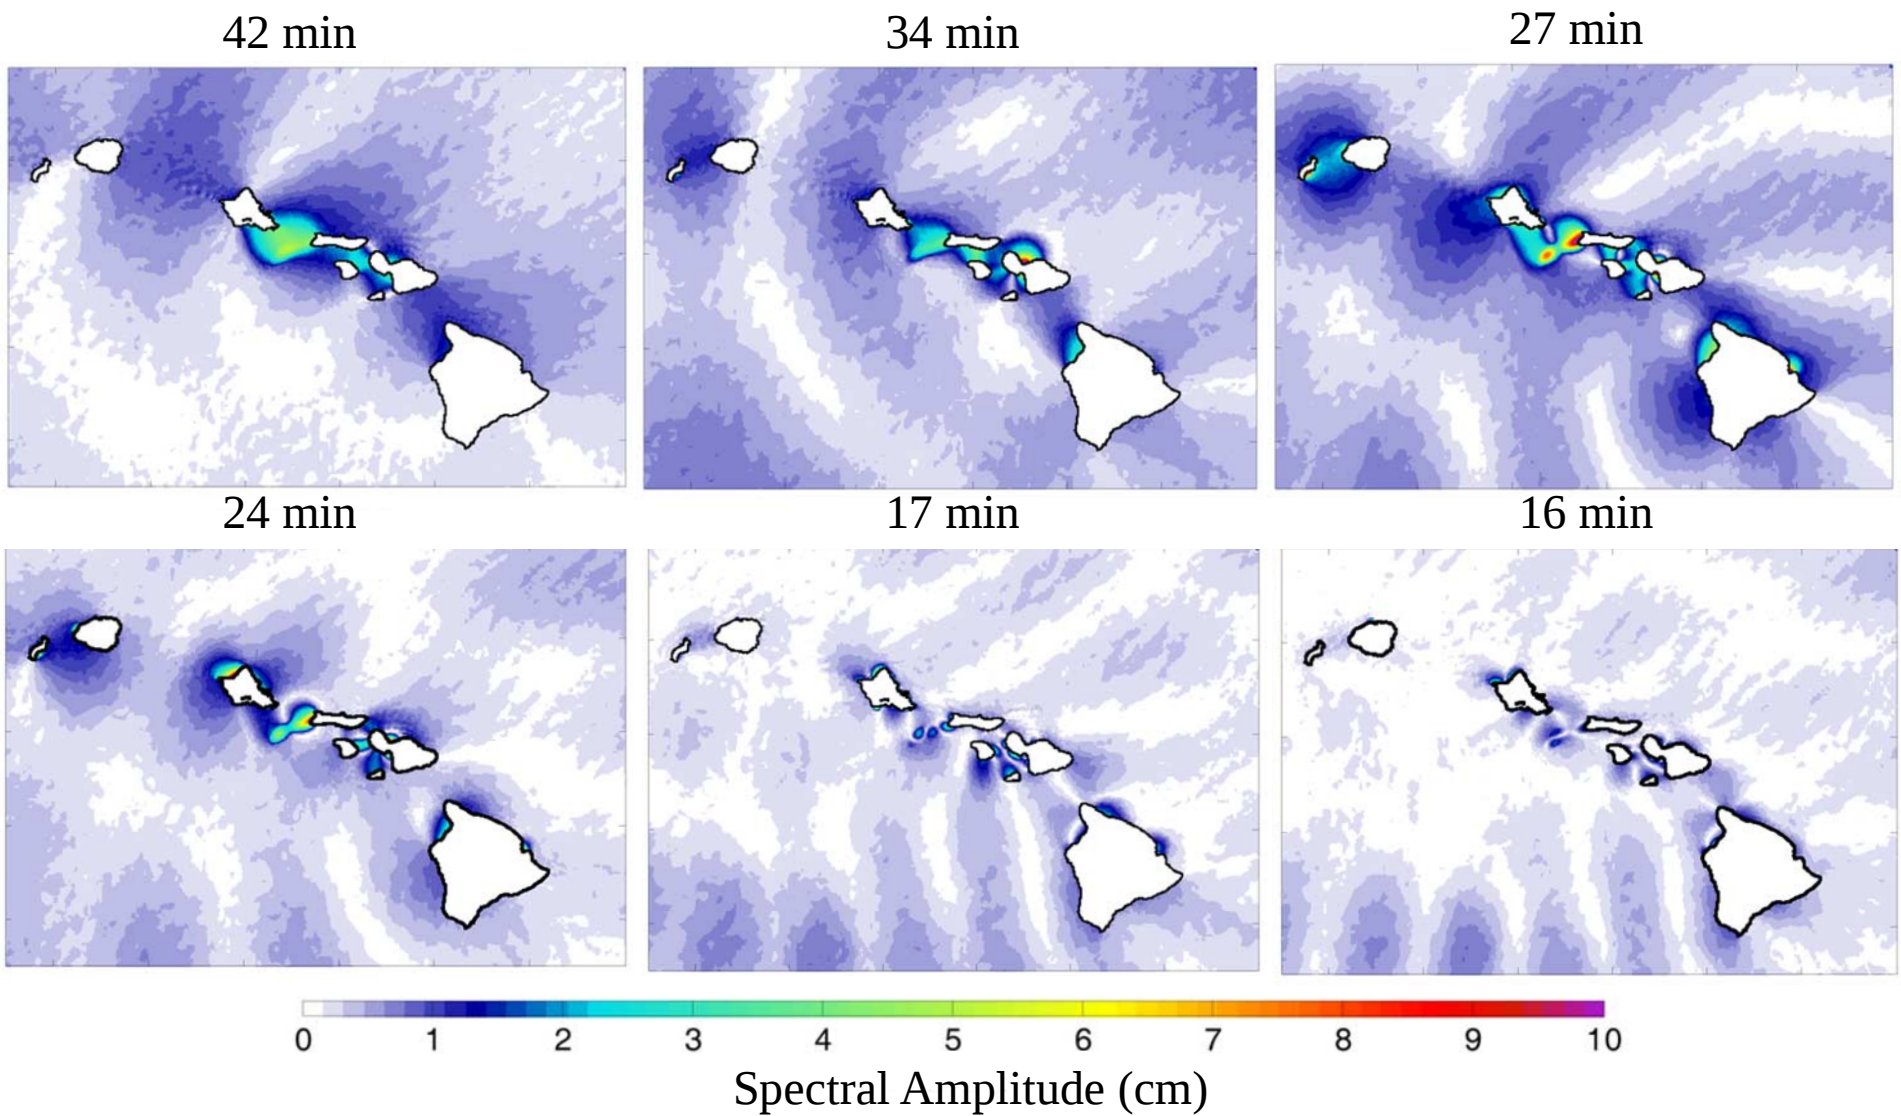 42 min
34 min
27 min
24 min
17 min
16 min
0 1 2 3 4 5 6 7 8 9 10
Spectral Amplitude (cm)